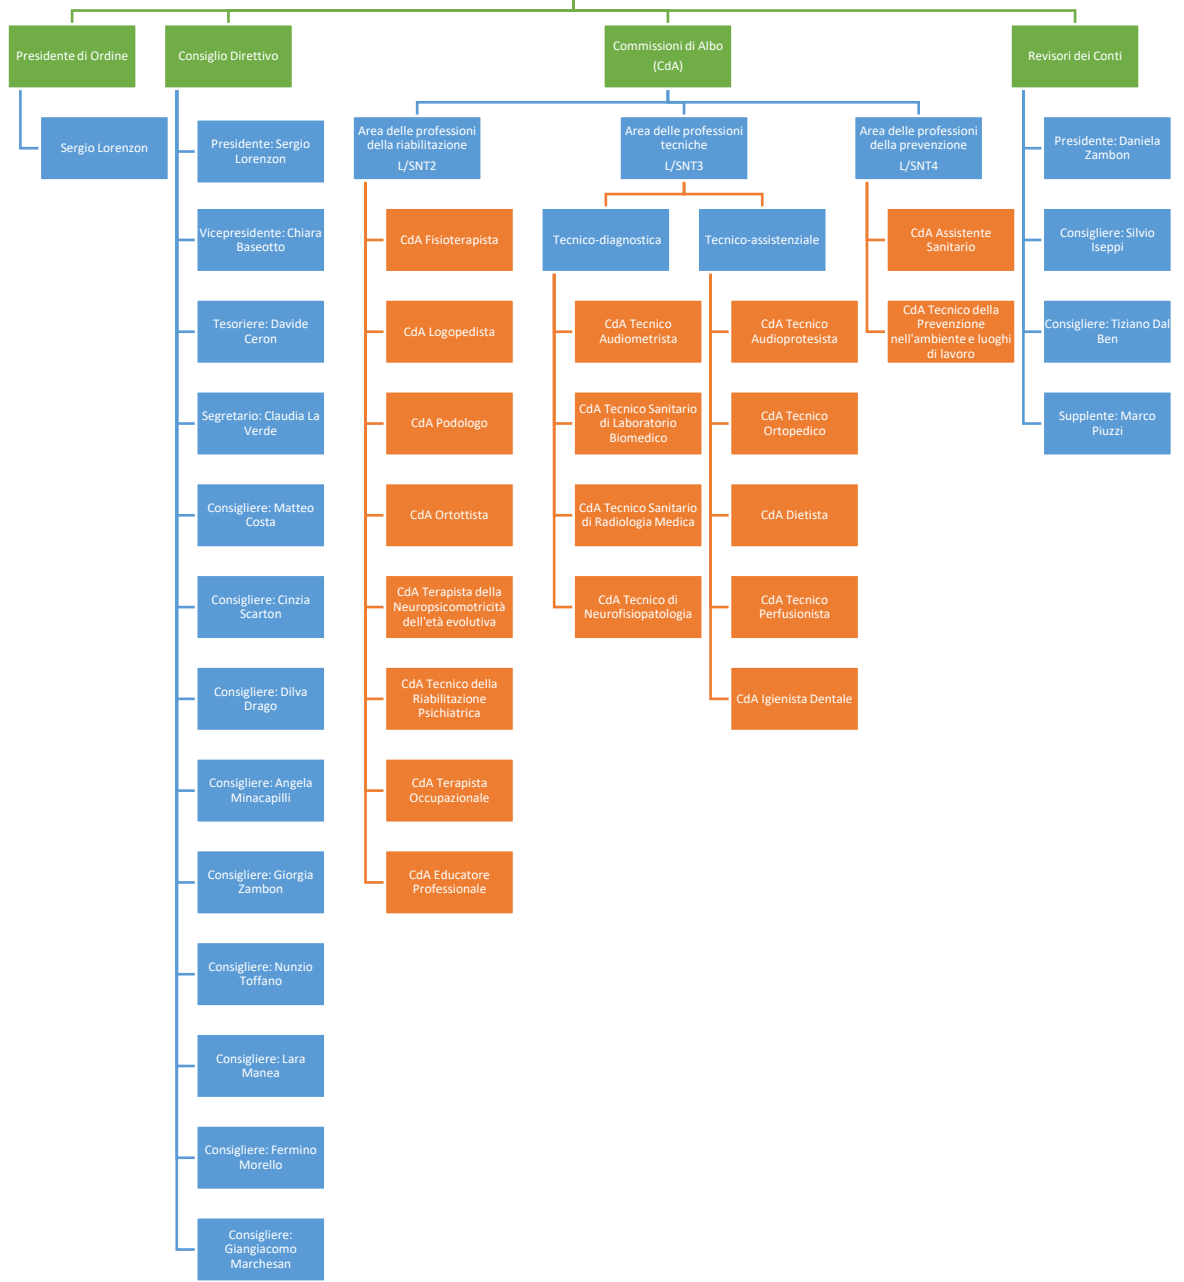 Presidente di Ordine
Sergio Lorenzon
Consiglio Direttivo
Presidente: Sergio
Lorenzon
Vicepresidente: Chiara
Baseotto
Tesoriere: Davide
Ceron
Segretario: Claudia La
Verde
Consigliere: Matteo
Costa
Consigliere: Cinzia
Scarton
Consigliere: Dilva
Drago
Consigliere: Angela
Minacapilli
Consigliere: Giorgia
Zambon
Consigliere: Nunzio
Toffano
Consigliere: Lara
Manea
Consigliere: Fermino
Morello
Consigliere:
Giangiacomo
Marchesan
Commissioni di Albo
(CdA)
Area delle professioni
della riabilitazione
L/SNT2
CdA Fisioterapista
CdA Logopedista
CdA Podologo
CdA Ortottista
CdA Terapista della
Neuropsicomotricità
dell'età evolutiva
CdA Tecnico della
Riabilitazione
Psichiatrica
CdA Terapista
Occupazionale
CdA Educatore
Professionale
Area delle professioni
tecniche
L/SNT3
Tecnico-diagnostica
CdA Tecnico
Audiometrista
CdA Tecnico Sanitario
di Laboratorio
Biomedico
CdA Tecnico Sanitario
di Radiologia Medica
CdA Tecnico di
Neurofisiopatologia
Tecnico-assistenziale
CdA Tecnico
Audioprotesista
CdA Tecnico
Ortopedico
CdA Dietista
CdA Tecnico
Perfusionista
CdA Igienista Dentale
Area delle professioni
della prevenzione
L/SNT4
CdA Assistente
Sanitario
CdA Tecnico della
Prevenzione
nell'ambiente e luoghi
di lavoro
Revisori dei Conti
Presidente: Daniela
Zambon
Consigliere: Silvio
Iseppi
Consigliere: Tiziano Dal
Ben
Supplente: Marco
Piuzzi